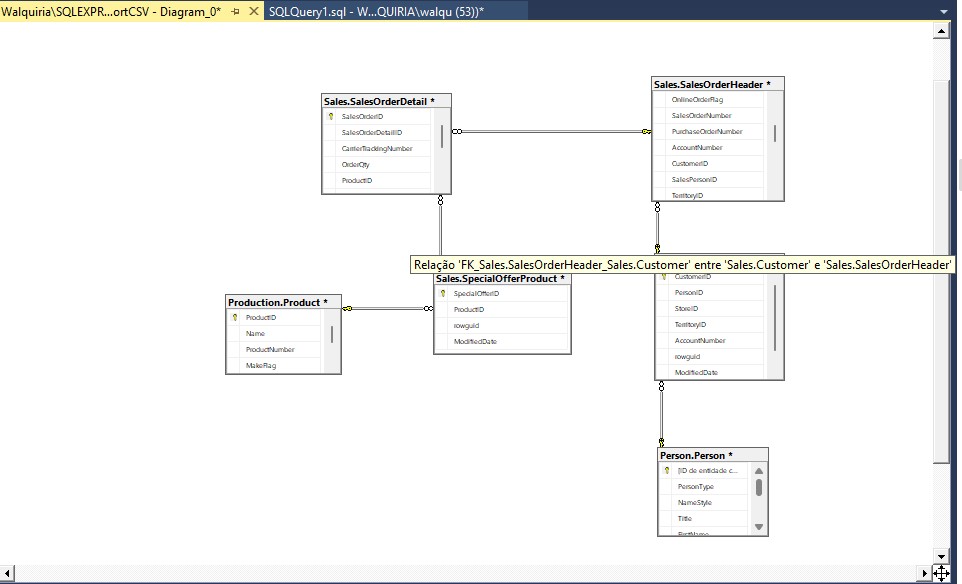 Walquiria\SQLEXPR...ortCSV - Diagram_0*
SQLQuery1.sql - W...QUIRIA\walqu (53))*
Sales.SalesOrderDetail *
SalesOrderID
SalesOrderDetailID
CarrierTrackingNumber
OrderQty
ProductID
Sales.SalesOrderHeader *
OnlineOrderFlag
SalesOrderNumber
PurchaseOrderNumber
AccountNumber
CustomerID
SalesPersonID
TerritoryID
Relação 'FK_Sales.SalesOrderHeader_Sales.Customer' entre 'Sales.Customer' e 'Sales.SalesOrderHeader'
Sales.SpecialOfferProduct *
SpecialOfferID
ProductID
rowguid
ModifiedDate
Production.Product *
ProductID
Name
ProductNumber
MakeFlag
CustomerID
PersonID
StoreID
TerritoryID
AccountNumber
rowguid
ModifiedDate
Person.Person *
[ID de entidade c...
PersonType
NameStyle
Title
FirstName